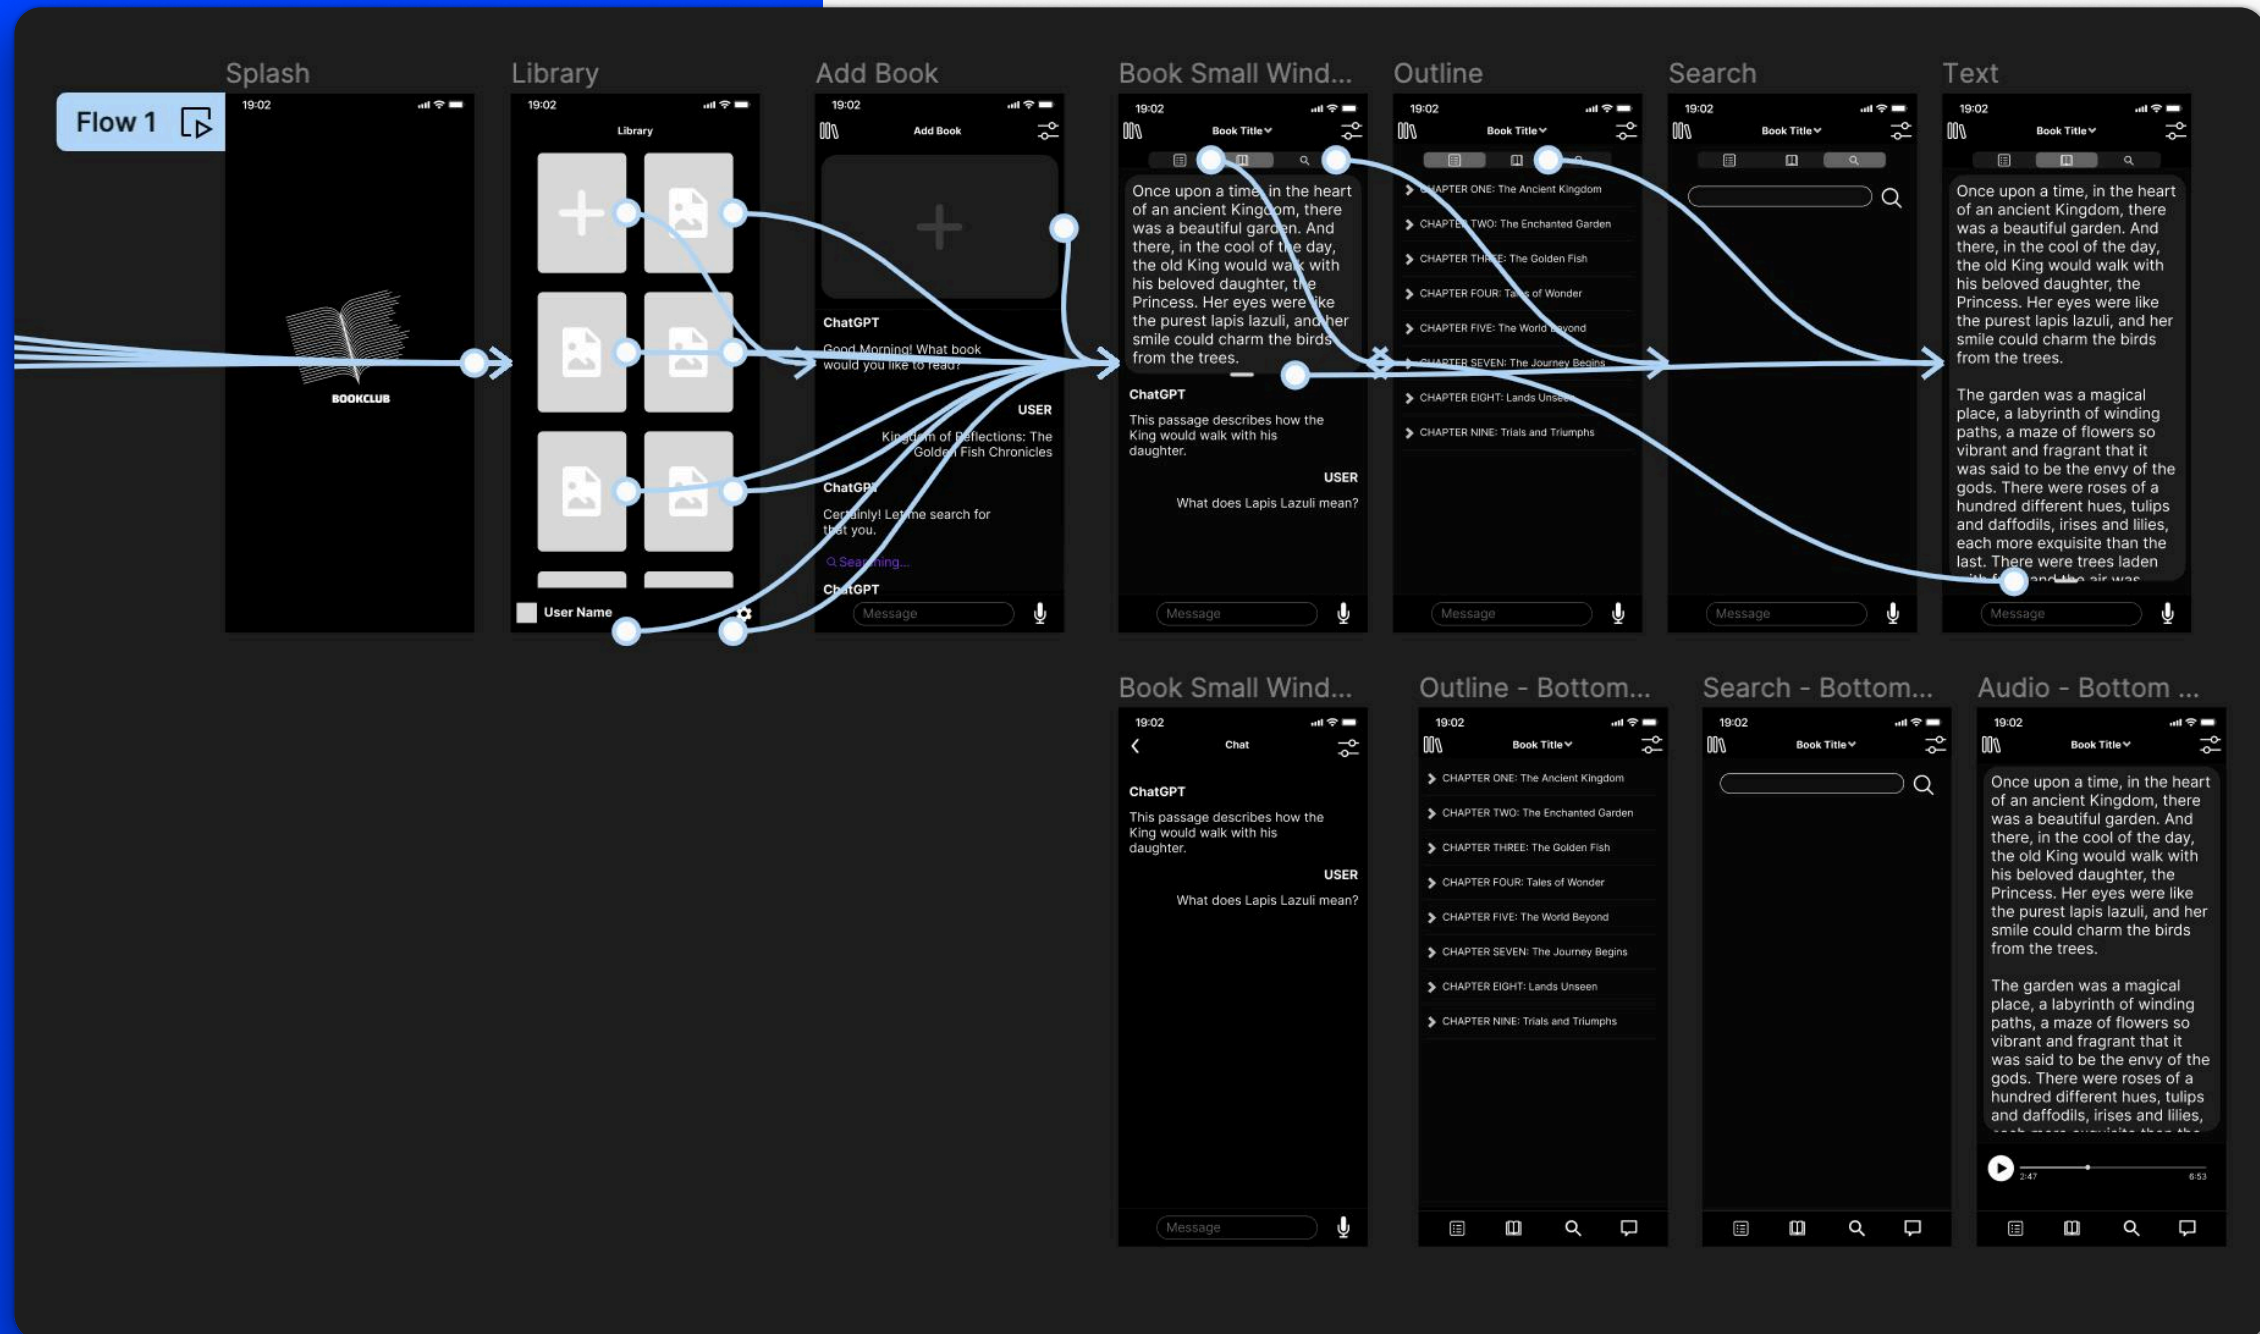 Splash
Library
Add Book
Book Small Wind...
Outline
Search
Text
Flow 1
19:02
BOOKCLUB
19:02
Library
User Name
19:02
Add Book
ChatGPT
Good Morning! What book
would you like to read?
USER
Kingdom of Reflections: The
Golden Fish Chronicles
ChatGPT
Certainly! Let me search for
that you.
Searching...
ChatGPT
Message
19:02
Book Title
Once upon a time, in the heart
of an ancient Kingdom, there
was a beautiful garden. And
there, in the cool of the day,
the old King would walk with
his beloved daughter, the
Princess. Her eyes were like
the purest lapis lazuli, and her
smile could charm the birds
from the trees.
ChatGPT
This passage describes how the
King would walk with his
daughter.
USER
What does Lapis Lazuli mean?
Message
19:02
Book Title
CHAPTER ONE: The Ancient Kingdom
CHAPTER TWO: The Enchanted Garden
CHAPTER THREE: The Golden Fish
CHAPTER FOUR: Tales of Wonder
CHAPTER FIVE: The World Beyond
CHAPTER SEVEN: The Journey Begins
CHAPTER EIGHT: Lands Unseen
CHAPTER NINE: Trials and Triumphs
Message
19:02
Book Title
Message
19:02
Book Title
Once upon a time, in the heart
of an ancient Kingdom, there
was a beautiful garden. And
there, in the cool of the day,
the old King would walk with
his beloved daughter, the
Princess. Her eyes were like
the purest lapis lazuli, and her
smile could charm the birds
from the trees.
The garden was a magical
place, a labyrinth of winding
paths, a maze of flowers so
vibrant and fragrant that it
was said to be the envy of the
gods. There were roses of a
hundred different hues, tulips
and daffodils, irises and lilies,
each more exquisite than the
last. There were trees laden
and the air was
Message
Book Small Wind...
Outline - Bottom...
Search - Bottom...
Audio - Bottom ...
19:02
Chat
ChatGPT
This passage describes how the
King would walk with his
daughter.
USER
What does Lapis Lazuli mean?
Message
19:02
Book Title
CHAPTER ONE: The Ancient Kingdom
CHAPTER TWO: The Enchanted Garden
CHAPTER THREE: The Golden Fish
CHAPTER FOUR: Tales of Wonder
CHAPTER FIVE: The World Beyond
CHAPTER SEVEN: The Journey Begins
CHAPTER EIGHT: Lands Unseen
CHAPTER NINE: Trials and Triumphs
19:02
Book Title
19:02
Book Title
Once upon a time, in the heart
of an ancient Kingdom, there
was a beautiful garden. And
there, in the cool of the day,
the old King would walk with
his beloved daughter, the
Princess. Her eyes were like
the purest lapis lazuli, and her
smile could charm the birds
from the trees.
The garden was a magical
place, a labyrinth of winding
paths, a maze of flowers so
vibrant and fragrant that it
was said to be the envy of the
gods. There were roses of a
hundred different hues, tulips
and daffodils, irises and lilies,
each more exquisite than the
2:47
6:53